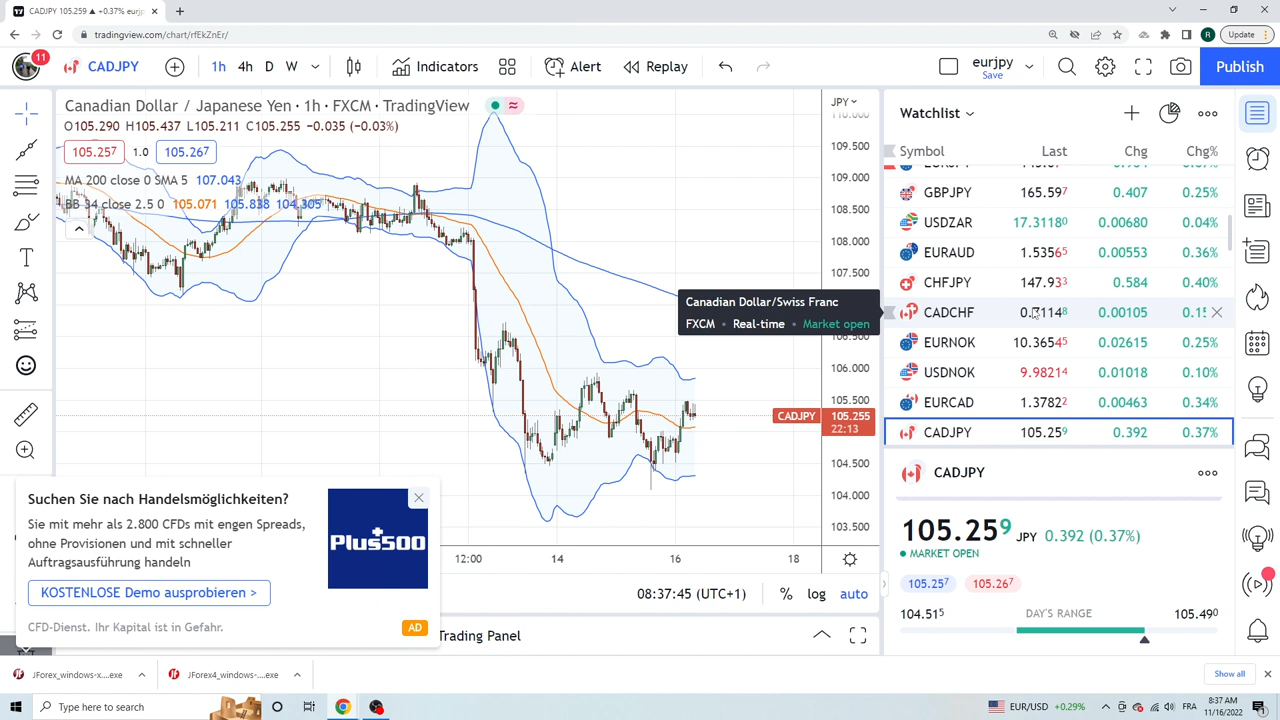 CADJPY 105.259 ▲ +0.37% eurjp
tradingview.com/chart/rfEkZnEr/
R
Update
11
CADJPY
1h 4h D W
Indicators
Alert
Replay
eurjpy
Save
Publish
Canadian Dollar / Japanese Yen · 1h · FXCM · TradingView
O105.290 H105.437 L105.211 C105.255 −0.035 (−0.03%)
105.257 1.0 105.267
MA 200 close 0 SMA 5 107.043
BB 34 close 2.5 0 105.071 105.838 104.305
JPY
110.000
109.500
109.000
108.500
108.000
107.500
106.000
105.500
CADJPY 105.255
22:13
104.500
104.000
103.500
12:00 14 16 18
08:37:45 (UTC+1) % log auto
Trading Panel
Canadian Dollar/Swiss Franc
FXCM • Real-time • Market open
Watchlist
Symbol Last Chg Chg%
GBPJPY 165.597 0.407 0.25%
USDZAR 17.31180 0.00680 0.04%
EURAUD 1.53565 0.00553 0.36%
CHFJPY 147.933 0.584 0.40%
CADCHF 0.71148 0.00105 0.15
EURNOK 10.36545 0.02615 0.25%
USDNOK 9.98214 0.01018 0.10%
EURCAD 1.37822 0.00463 0.34%
CADJPY 105.259 0.392 0.37%
CADJPY
105.259 JPY 0.392 (0.37%)
MARKET OPEN
105.257 105.267
104.515 DAY'S RANGE 105.490
Suchen Sie nach Handelsmöglichkeiten?
Sie mit mehr als 2.800 CFDs mit engen Spreads,
ohne Provisionen und mit schneller
Auftragsausführung handeln
KOSTENLOSE Demo ausprobieren >
CFD-Dienst. Ihr Kapital ist in Gefahr.
Plus500
AD
JForex_windows-x....exe
JForex4_windows-....exe
Show all
Type here to search
EUR/USD +0.29%
FRA
8:37 AM
11/16/2022